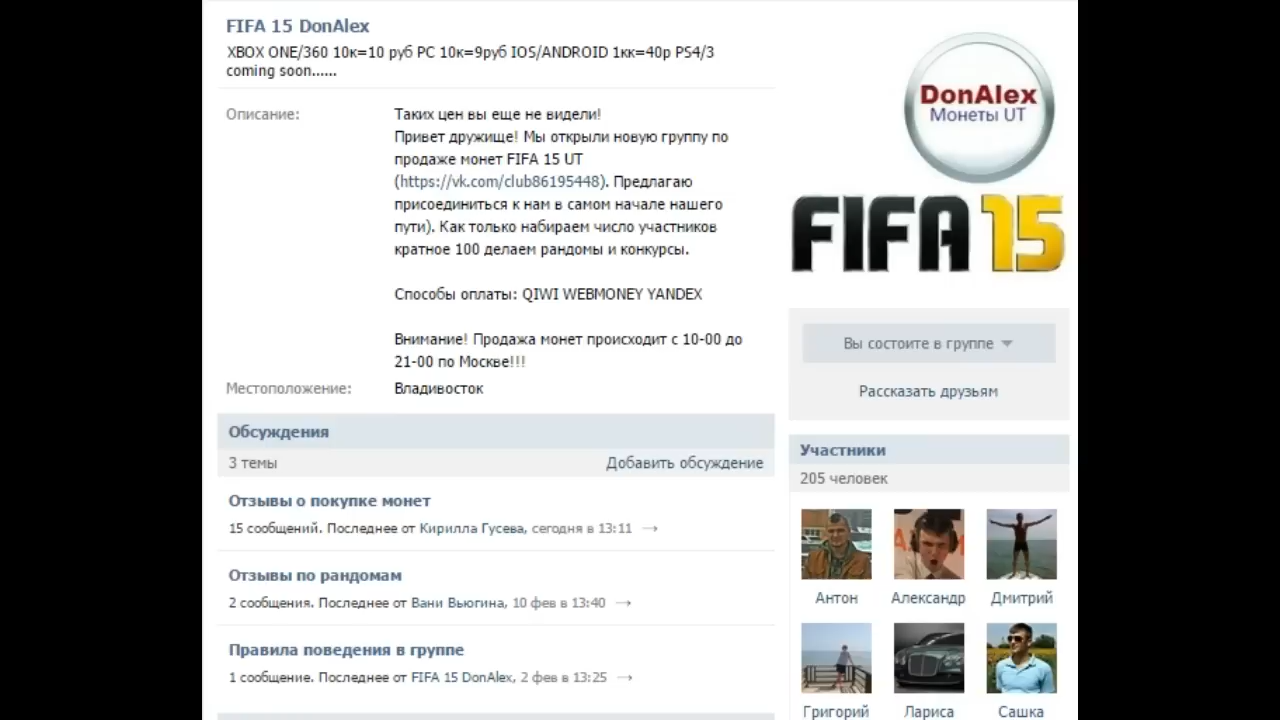 FIFA 15 DonAlex
XBOX ONE/360 10к=10 руб PC 10к=9руб IOS/ANDROID 1кк=40р PS4/3
coming soon......
Описание:
Таких цен вы еще не видели!
Привет дружище! Мы открыли новую группу по
продаже монет FIFA 15 UT
(https://vk.com/club86195448). Предлагаю
присоединиться к нам в самом начале нашего
пути). Как только набираем число участников
кратное 100 делаем рандомы и конкурсы.
Способы оплаты: QIWI WEBMONEY YANDEX
Внимание! Продажа монет происходит с 10-00 до
21-00 по Москве!!!
Местоположение:
Владивосток
Обсуждения
3 темы
Добавить обсуждение
Отзывы о покупке монет
15 сообщений. Последнее от Кирилла Гусева, сегодня в 13:11 →
Отзывы по рандомам
2 сообщения. Последнее от Вани Вьюгина, 10 фев в 13:40 →
Правила поведения в группе
1 сообщение. Последнее от FIFA 15 DonAlex, 2 фев в 13:25 →
DonAlex
Монеты UT
FIFA 15
Вы состоите в группе
Рассказать друзьям
Участники
205 человек
Антон
Александр
Дмитрий
Григорий
Лариса
Сашка